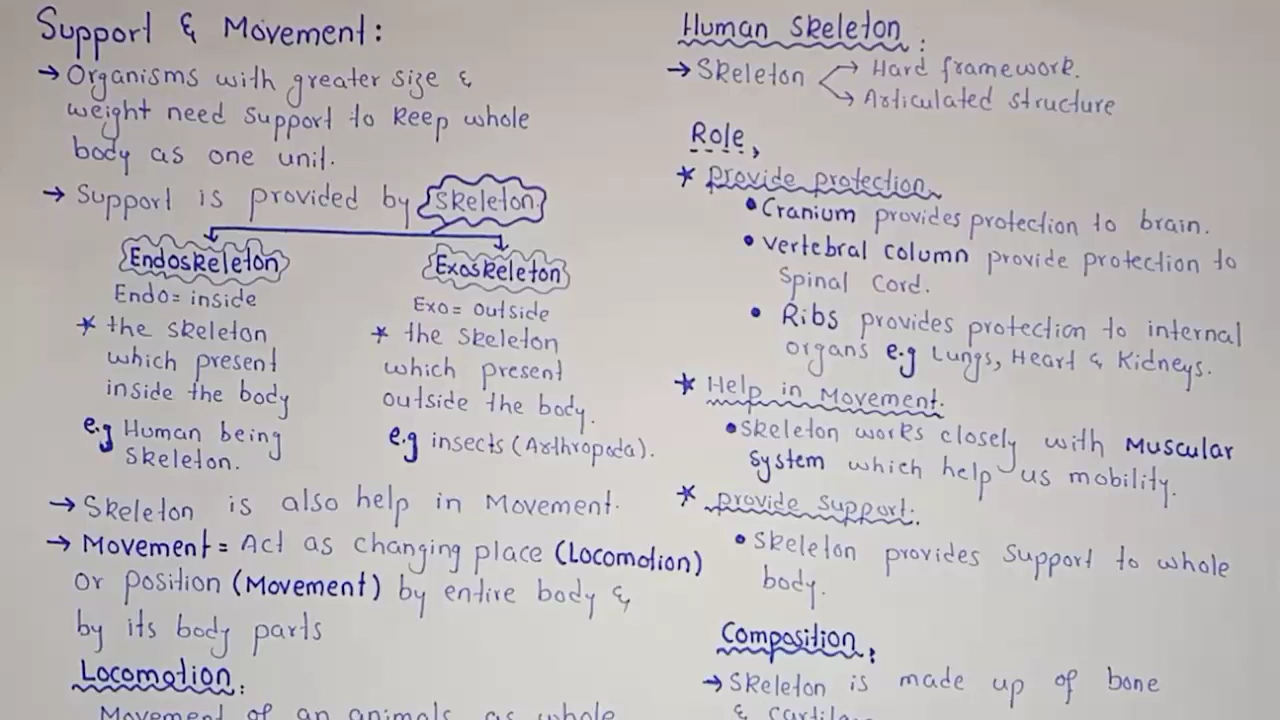 Support & Movement:
→ Organisms with greater size &
weight need support to keep whole
body as one unit.
→ Support is provided by skeleton.
Endoskeleton
Endo= inside
* the skeleton
which present
inside the body
e.g Human being
skeleton.
Exoskeleton
Exo= outside
* the skeleton
which present
outside the body.
e.g insects (Arthropoda).
→ Skeleton is also help in Movement.
→ Movement= Act as changing place (Locomotion)
or position (Movement) by entire body &
by its body parts
Locomotion:
Movement of an animals as whole
Human Skeleton:
→ Skeleton → Hard framework.
→ Articulated structure
Role,
* provide protection.
• Cranium provides protection to brain.
• vertebral column provide protection to
Spinal Cord.
• Ribs provides protection to internal
organs e.g Lungs, Heart & Kidneys.
* Help in Movement.
• Skeleton works closely with Muscular
system which help us mobility.
* provide support.
• Skeleton provides Support to whole
body.
Composition:
→ Skeleton is made up of bone
&